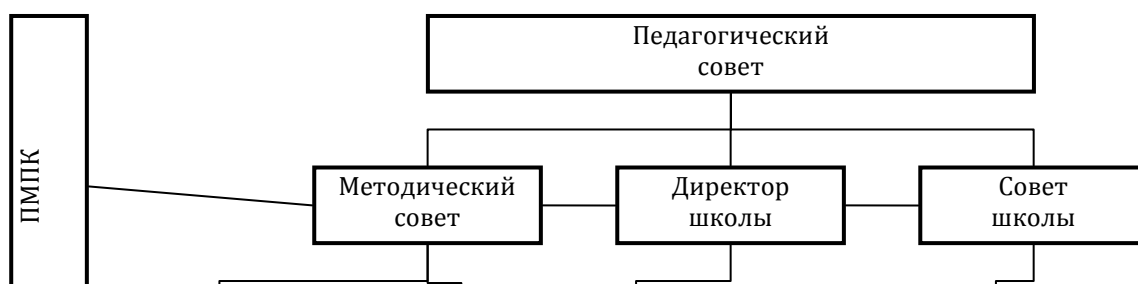 Педагогический
совет
ПМПК
Методический
совет
Директор
школы
Совет
школы